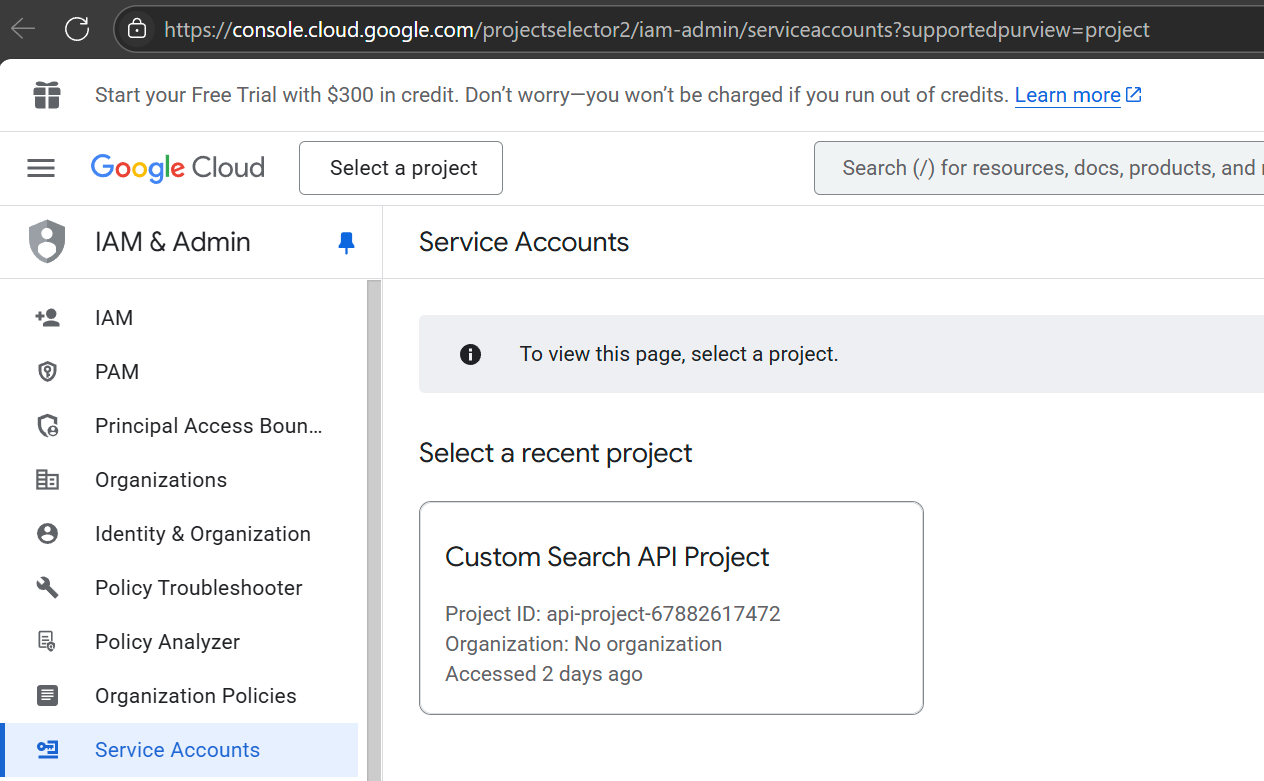 https://console.cloud.google.com/projectselector2/iam-admin/serviceaccounts?supportedpurview=project
Start your Free Trial with $300 in credit. Don’t worry—you won’t be charged if you run out of credits. Learn more
Google Cloud
Select a project
Search (/) for resources, docs, products, and
IAM & Admin
Service Accounts
IAM
PAM
Principal Access Boun...
Organizations
Identity & Organization
Policy Troubleshooter
Policy Analyzer
Organization Policies
Service Accounts
To view this page, select a project.
Select a recent project
Custom Search API Project
Project ID: api-project-67882617472
Organization: No organization
Accessed 2 days ago